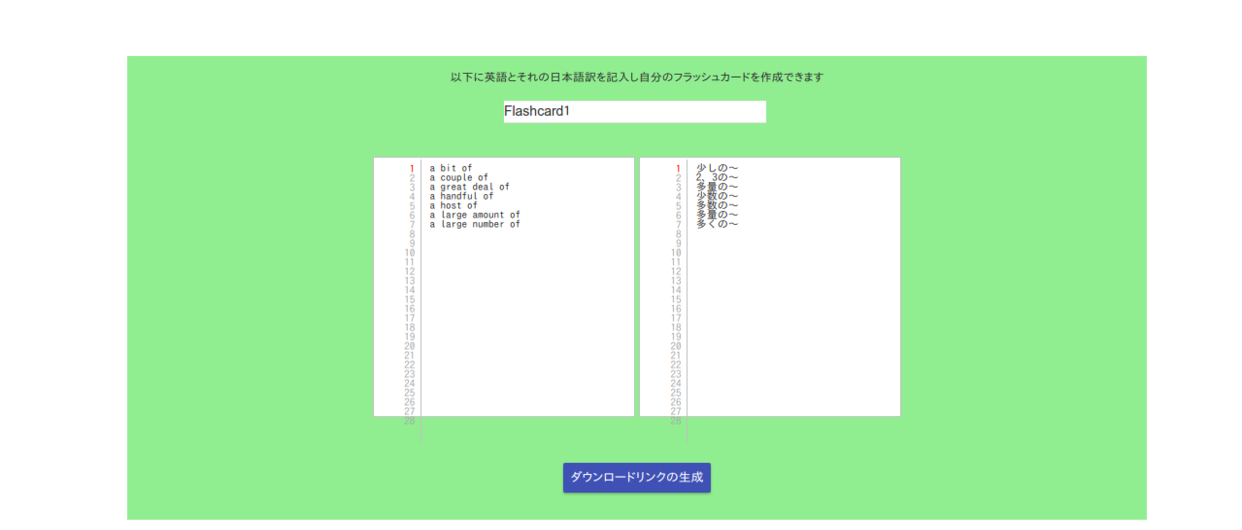 以下に英語とそれの日本語訳を記入し自分のフラッシュカードを作成できます
Flashcard1
1 a bit of
2 a couple of
3 a great deal of
4 a handful of
5 a host of
6 a large amount of
7 a large number of
8
9
10
11
12
13
14
15
16
17
18
19
20
21
22
23
24
25
26
27
28
1 少しの～
2 2、3の～
3 多量の～
4 少数の～
5 多数の～
6 多量の～
7 多くの～
8
9
10
11
12
13
14
15
16
17
18
19
20
21
22
23
24
25
26
27
28
ダウンロードリンクの生成